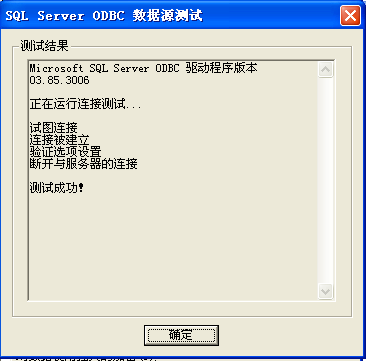 SQL Server ODBC 数据源测试
测试结果
Microsoft SQL Server ODBC 驱动程序版本
03.85.3006
正在运行连接测试...
试图连接
连接被建立
验证选项设置
断开与服务器的连接
测试成功!
确定